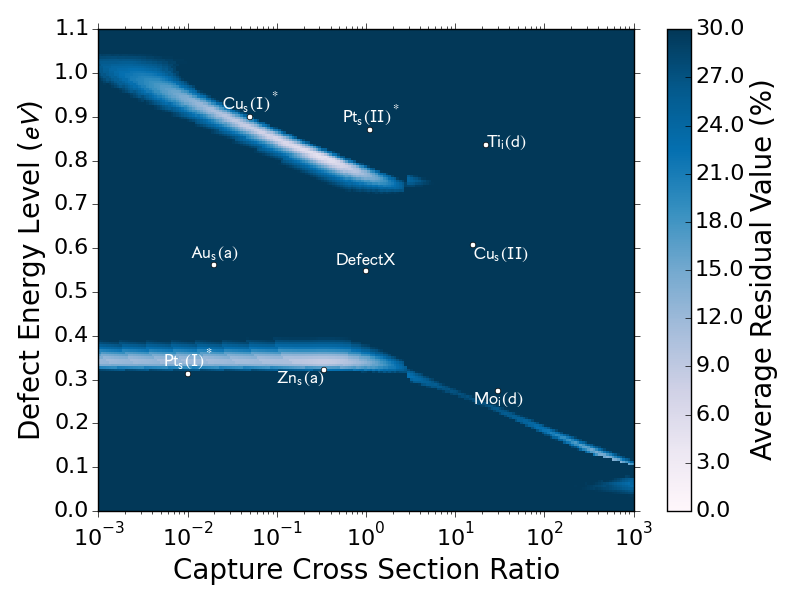 1.1
1.0
0.9
0.8
0.7
0.6
0.5
0.4
0.3
0.2
0.1
0.0
Defect Energy Level (eV)
10⁻³
10⁻²
10⁻¹
10⁰
10¹
10²
10³
Capture Cross Section Ratio
Cuₛ(I)*
Ptₛ(II)*
Tiᵢ(d)
Auₛ(a)
DefectX
Cuₛ(II)
Ptₛ(I)*
Znₛ(a)
Moᵢ(d)
30.0
27.0
24.0
21.0
18.0
15.0
12.0
9.0
6.0
3.0
0.0
Average Residual Value (%)